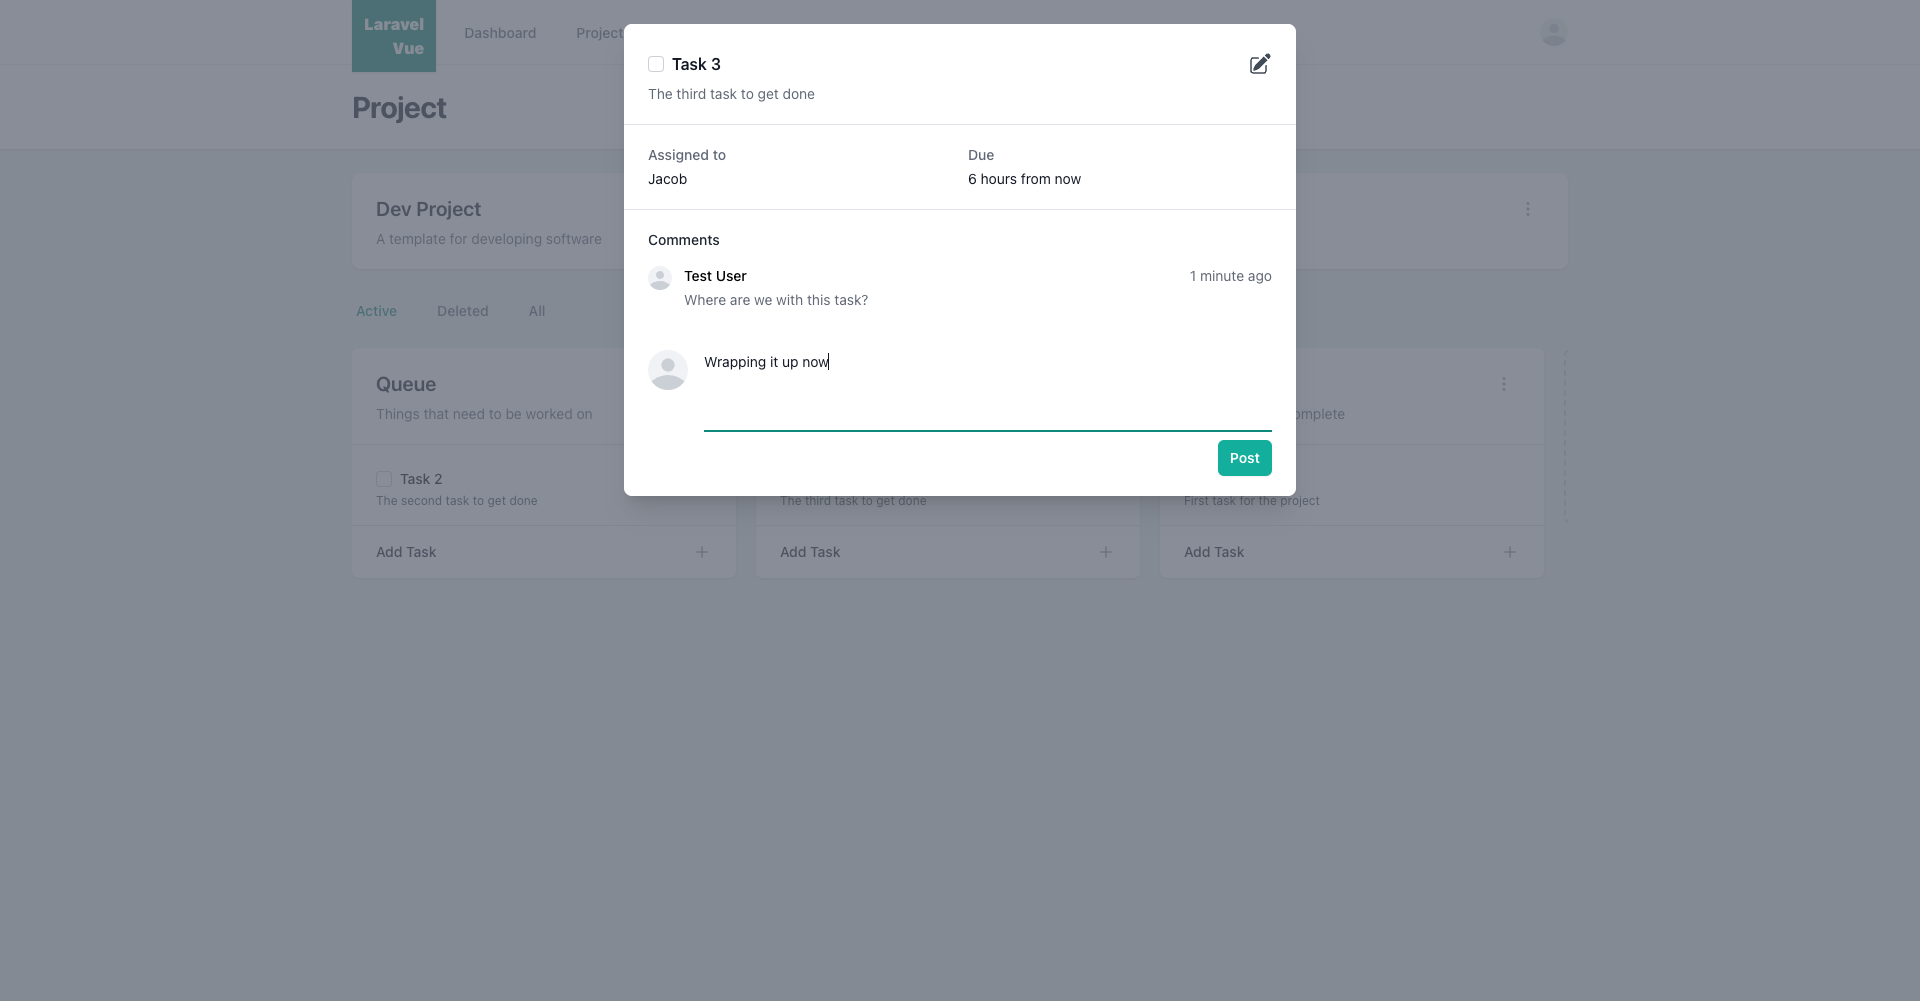 Laravel
Vue
Dashboard
Project
Project
Dev Project
A template for developing software
Active
Deleted
All
Task 3
The third task to get done
Assigned to
Jacob
Due
6 hours from now
Comments
Test User
1 minute ago
Where are we with this task?
Wrapping it up now
Post
Queue
Things that need to be worked on
Task 2
The second task to get done
Add Task
The third task to get done
Add Task
First task for the project
Add Task